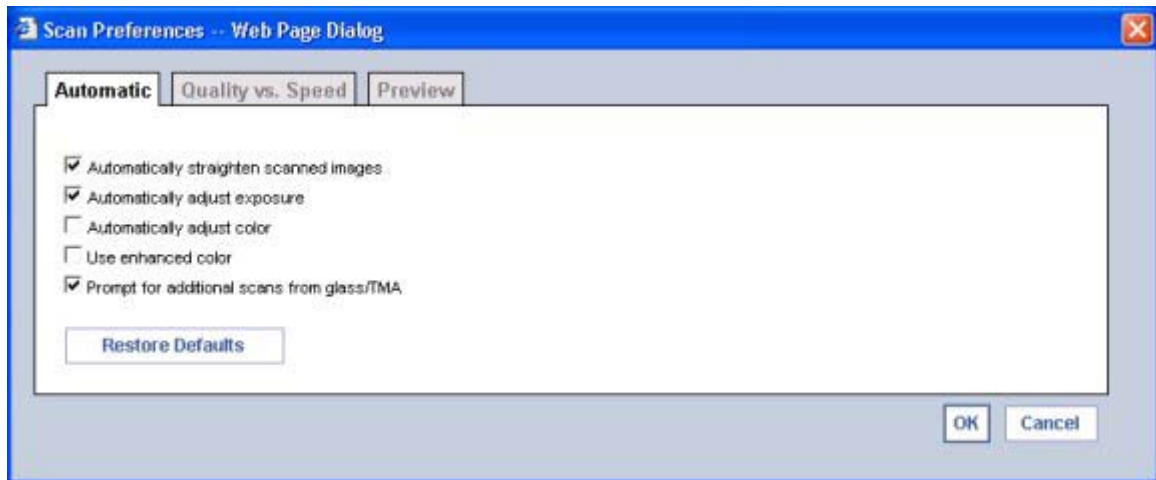 Scan Preferences -- Web Page Dialog
Automatic Quality vs. Speed Preview
Automatically straighten scanned images
Automatically adjust exposure
Automatically adjust color
Use enhanced color
Prompt for additional scans from glass/TMA
Restore Defaults
OK Cancel